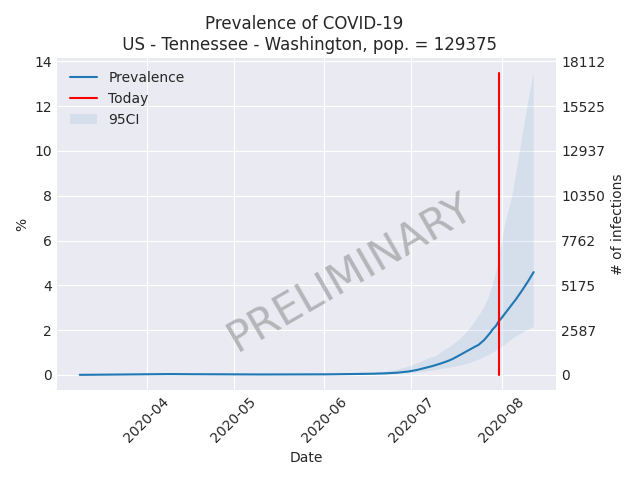 Prevalence of COVID-19
US - Tennessee - Washington, pop. = 129375
14
12
10
8
6
4
2
0
%
18112
15525
12937
10350
7762
5175
2587
0
# of infections
Prevalence
Today
95CI
PRELIMINARY
2020-04
2020-05
2020-06
2020-07
2020-08
Date